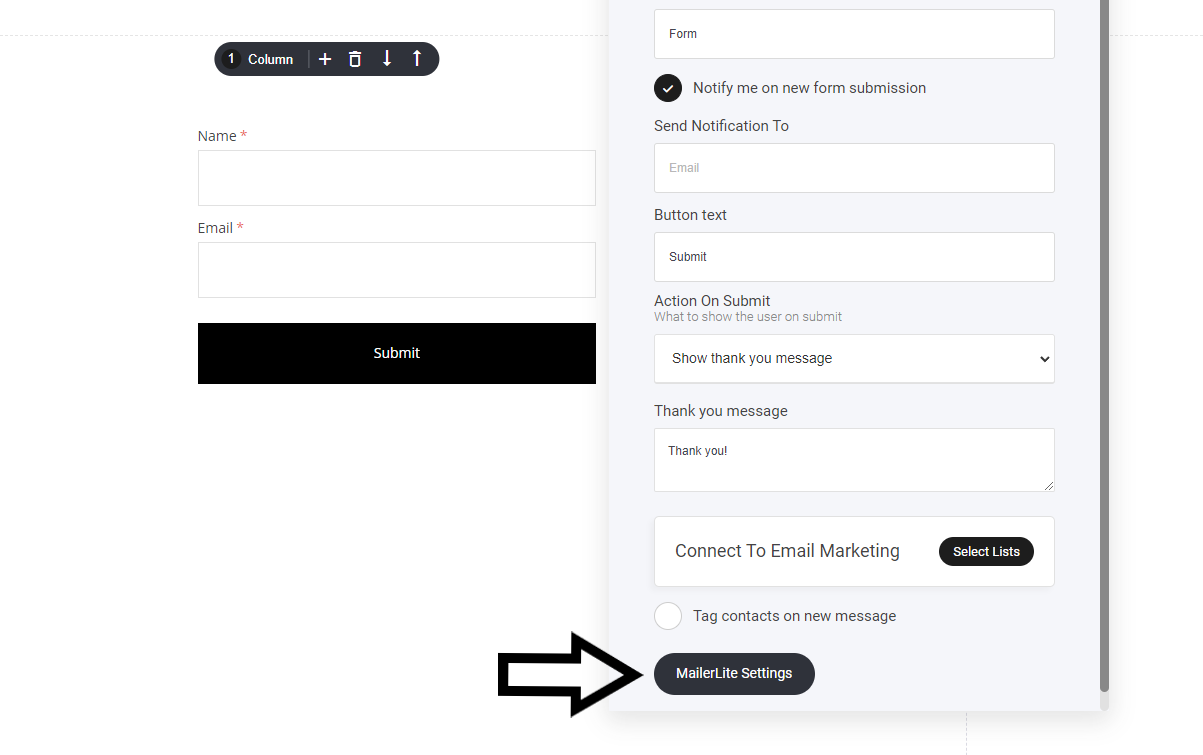 1 Column
Name *
Email *
Submit
Form
Notify me on new form submission
Send Notification To
Email
Button text
Submit
Action On Submit
What to show the user on submit
Show thank you message
Thank you message
Thank you!
Connect To Email Marketing
Select Lists
Tag contacts on new message
MailerLite Settings